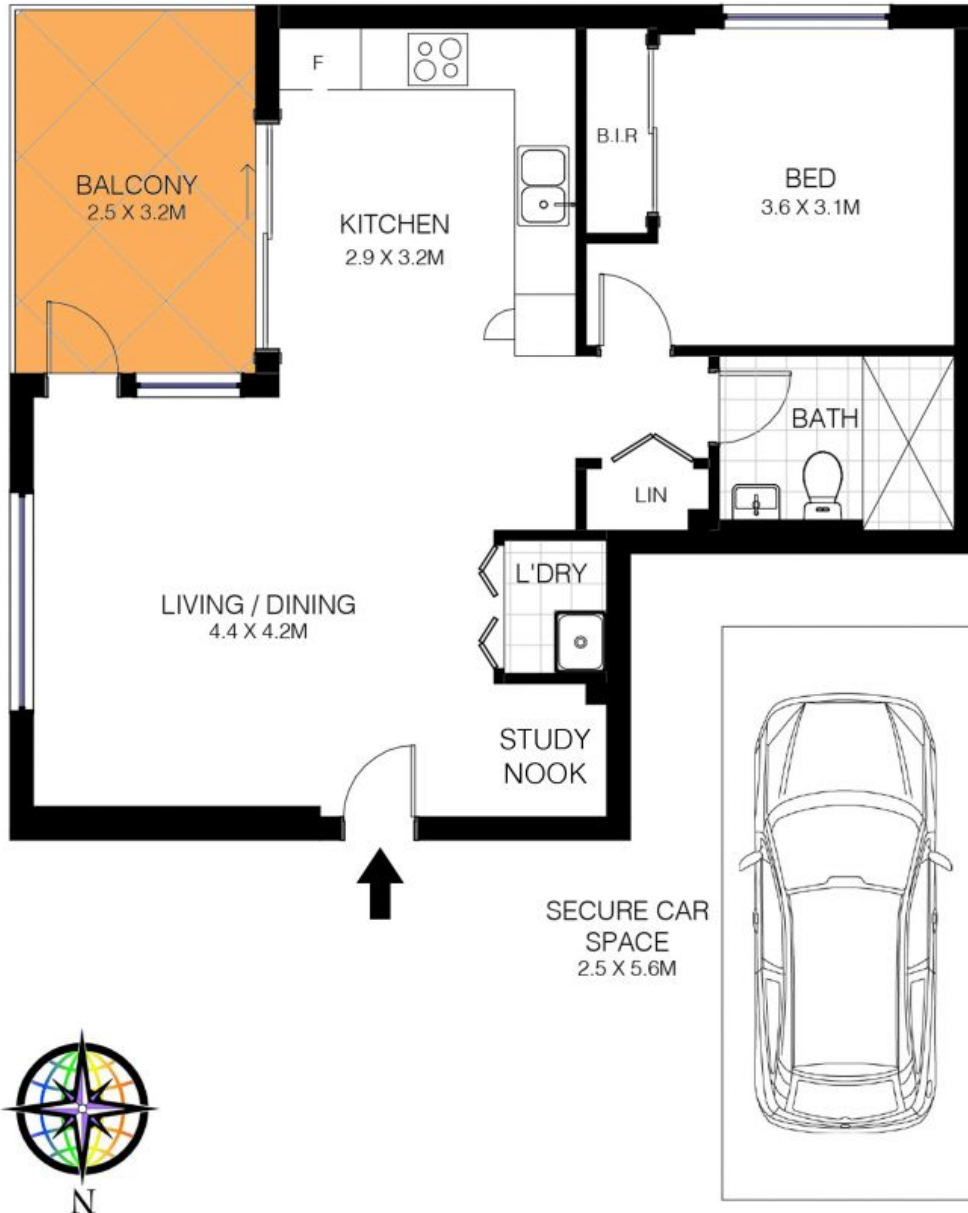 F
B.I.R
BALCONY
2.5 X 3.2M
KITCHEN
2.9 X 3.2M
BED
3.6 X 3.1M
BATH
LIN
L'DRY
LIVING / DINING
4.4 X 4.2M
STUDY
NOOK
SECURE CAR
SPACE
2.5 X 5.6M
N